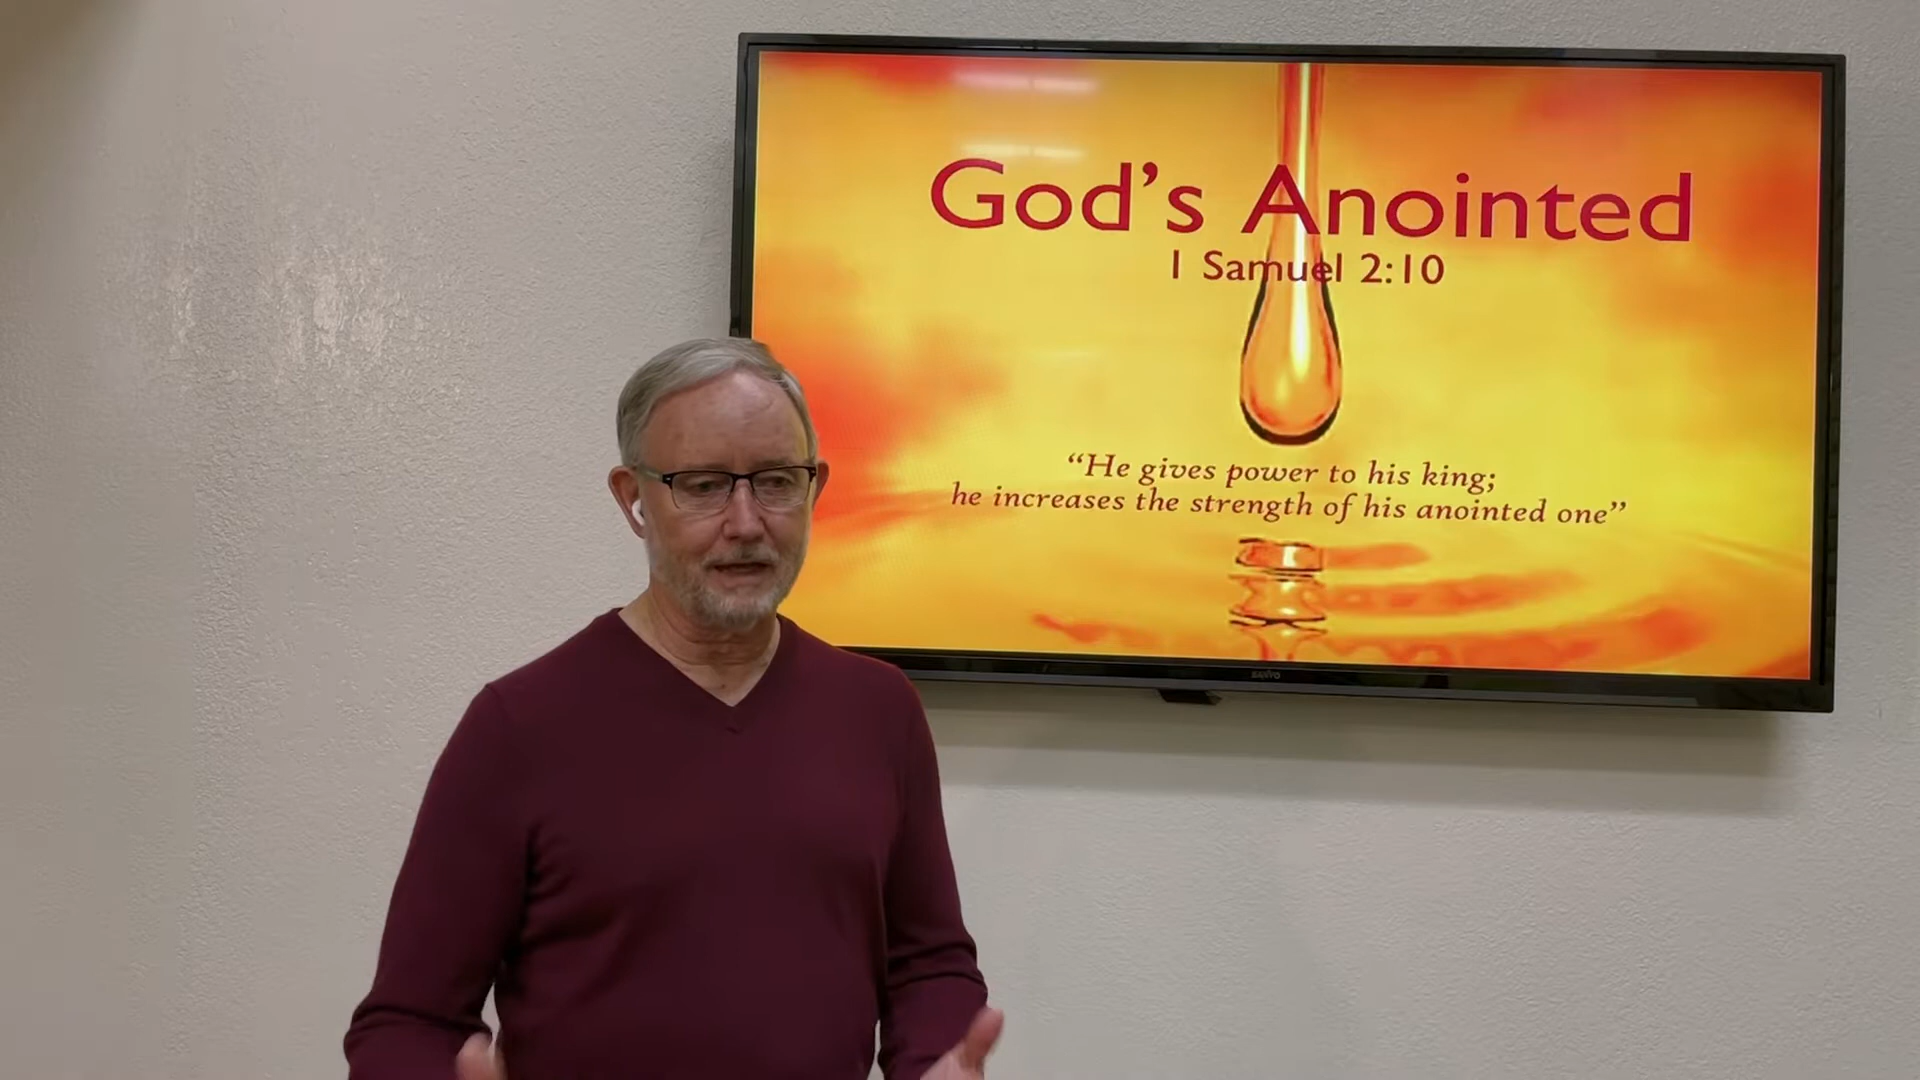 God’s Anointed
1 Samuel 2:10
“He gives power to his king;
he increases the strength of his anointed one”
SANYO